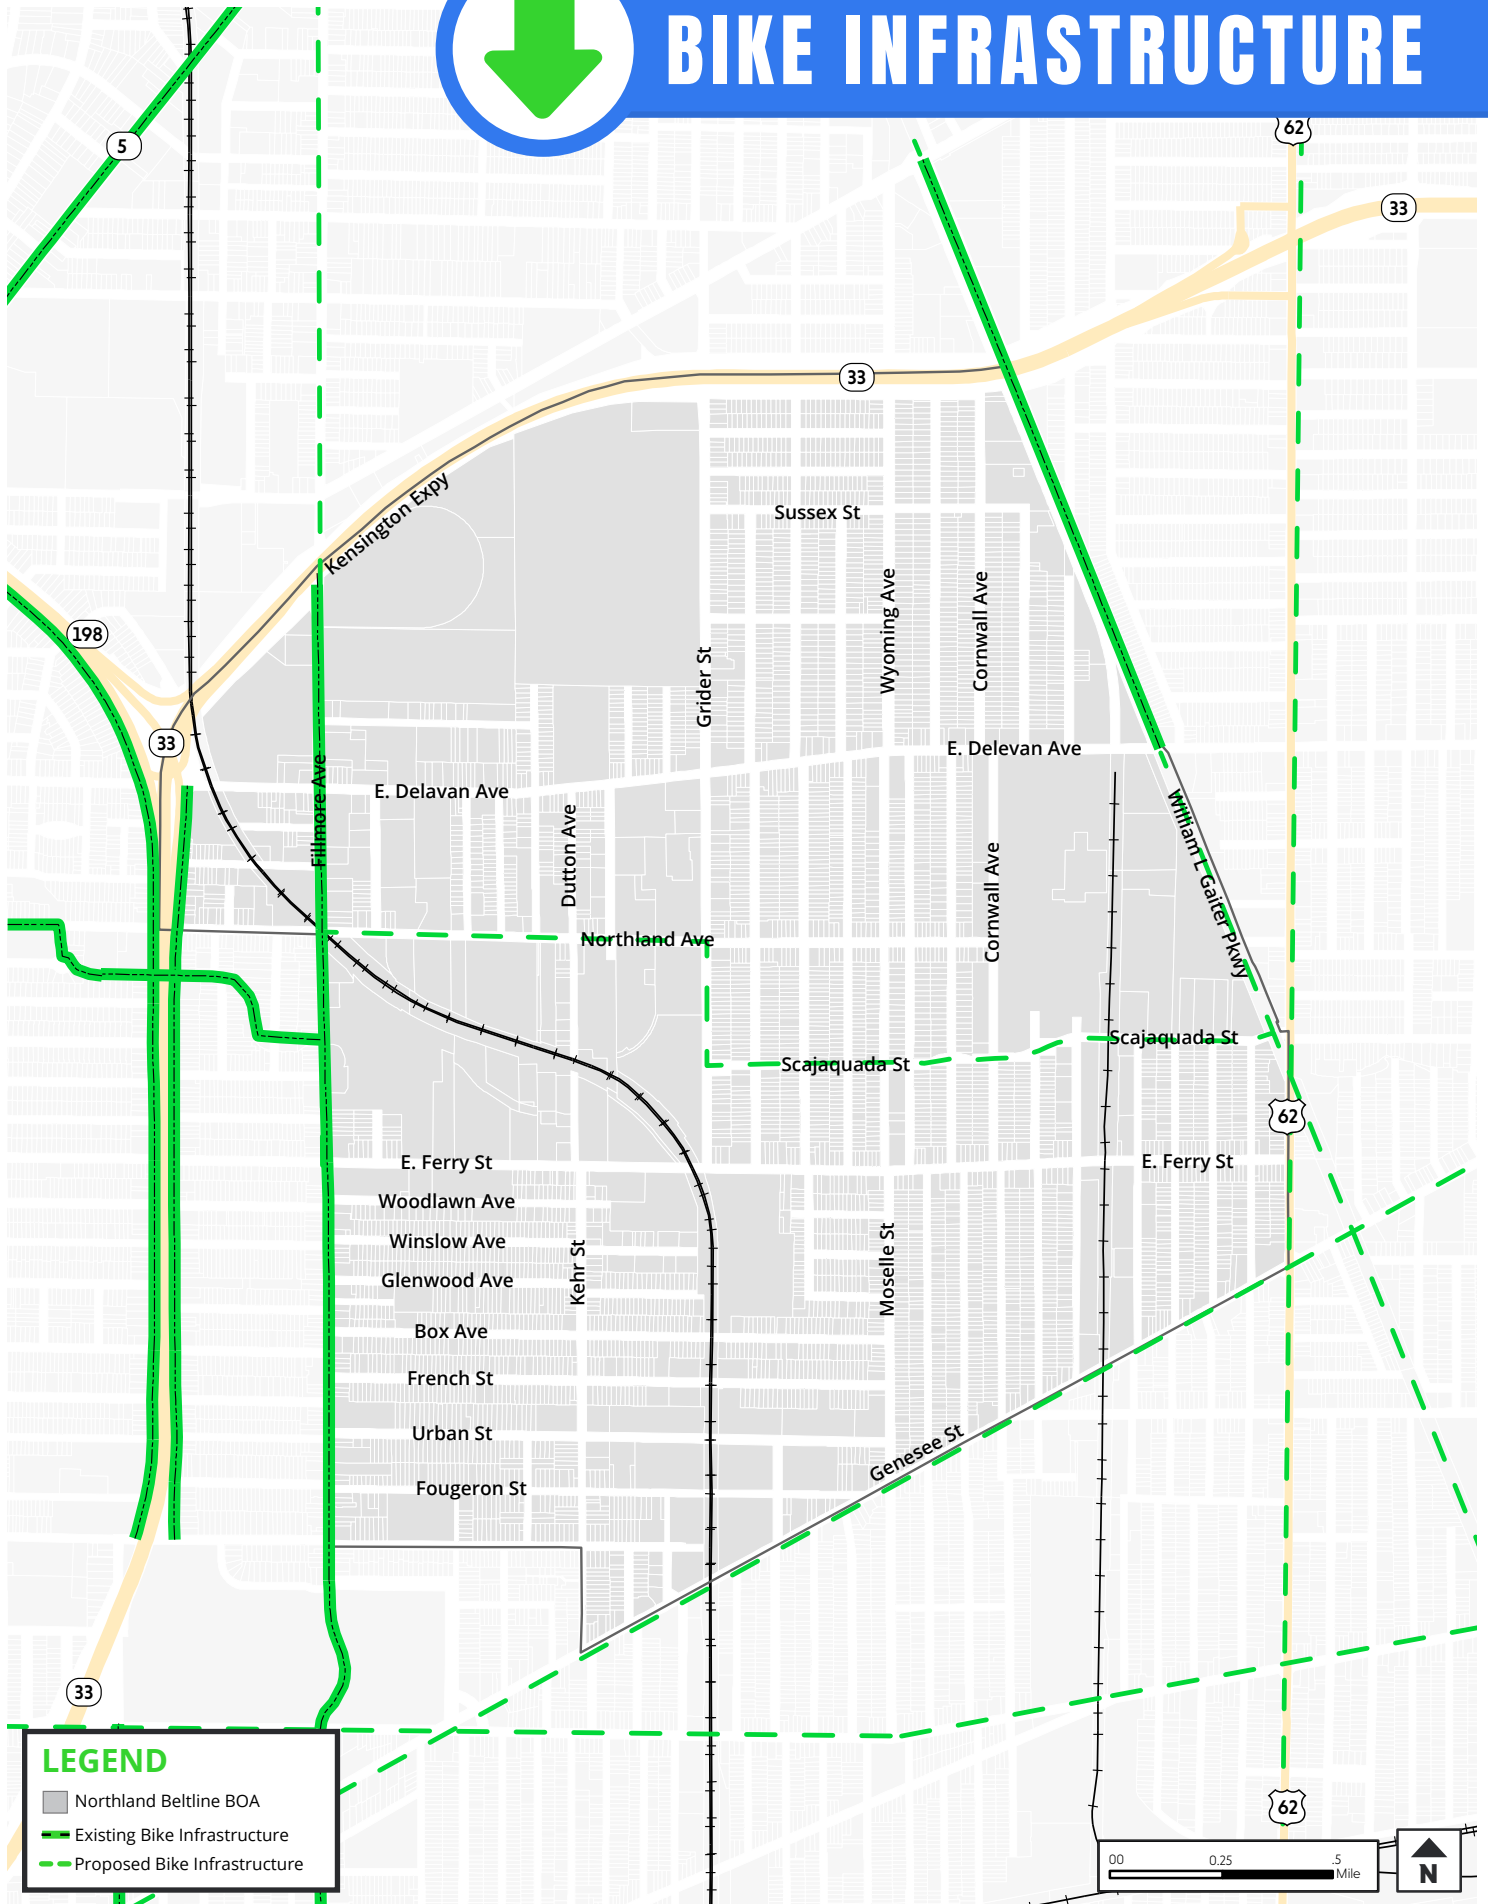 BIKE INFRASTRUCTURE
62
5
33
33
Kensington Expy
Sussex St
Wyoming Ave
Cornwall Ave
198
Grider St
33
E. Delevan Ave
Fillmore Ave
E. Delavan Ave
Dutton Ave
William L Gaiter Pkwy
Cornwall Ave
Northland Ave
Scajaquada St
Scajaquada St
62
E. Ferry St
E. Ferry St
Woodlawn Ave
Winslow Ave
Kehr St
Moselle St
Glenwood Ave
Box Ave
French St
Urban St
Genesee St
Fougeron St
33
LEGEND
Northland Beltline BOA
Existing Bike Infrastructure
Proposed Bike Infrastructure
62
00 0.25 .5
Mile
N